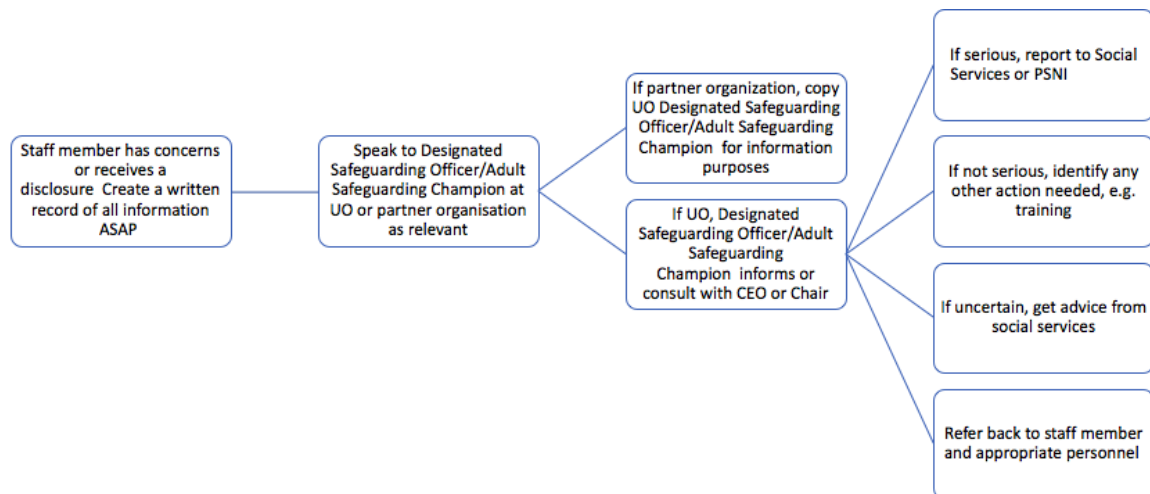 Staff member has concerns
or receives a
disclosure  Create a written
record of all information
ASAP
Speak to Designated
Safeguarding Officer/Adult
Safeguarding Champion at
UO or partner organisation
as relevant
If partner organization, copy
UO Designated Safeguarding
Officer/Adult Safeguarding
Champion  for information
purposes
If UO, Designated
Safeguarding Officer/Adult
Safeguarding
Champion  informs or
consult with CEO or Chair
If serious, report to Social
Services or PSNI
If not serious, identify any
other action needed, e.g.
training
If uncertain, get advice from
social services
Refer back to staff member
and appropriate personnel